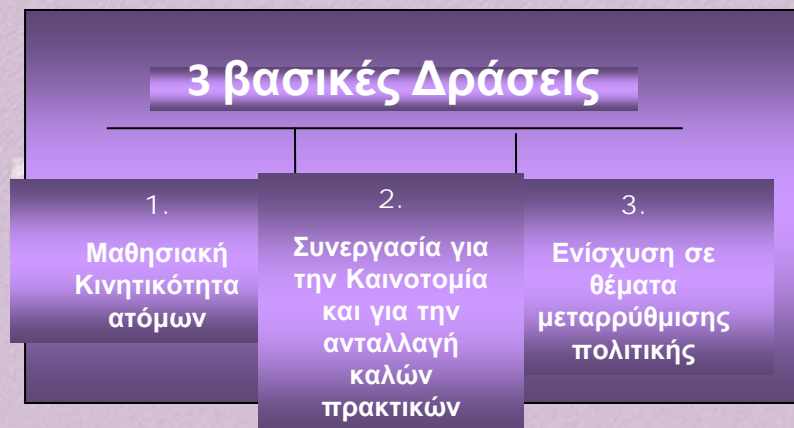 3 βασικές Δράσεις
1.
Μαθησιακή
Κινητικότητα
ατόμων
2.
Συνεργασία για
την Καινοτομία
και για την
ανταλλαγή
καλών
πρακτικών
3.
Ενίσχυση σε
θέματα
μεταρρύθμισης
πολιτικής